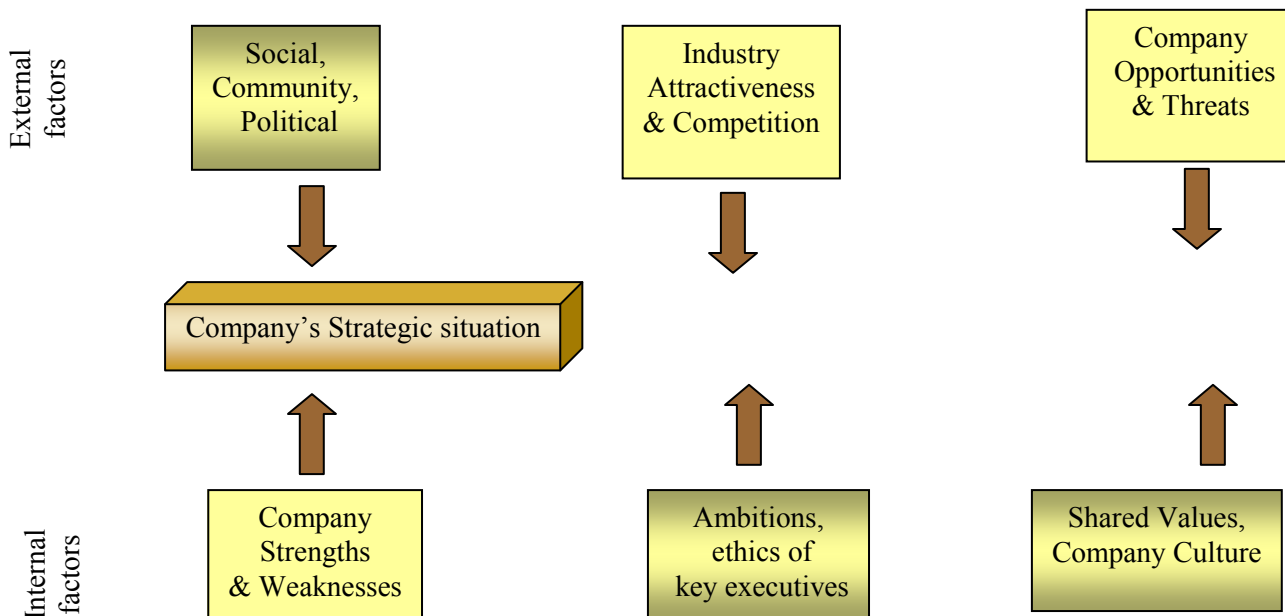 External
factors
Social,
Community,
Political
Industry
Attractiveness
& Competition
Company
Opportunities
& Threats
Company's Strategic situation
Internal
factors
Company
Strengths
& Weaknesses
Ambitions,
ethics of
key executives
Shared Values,
Company Culture